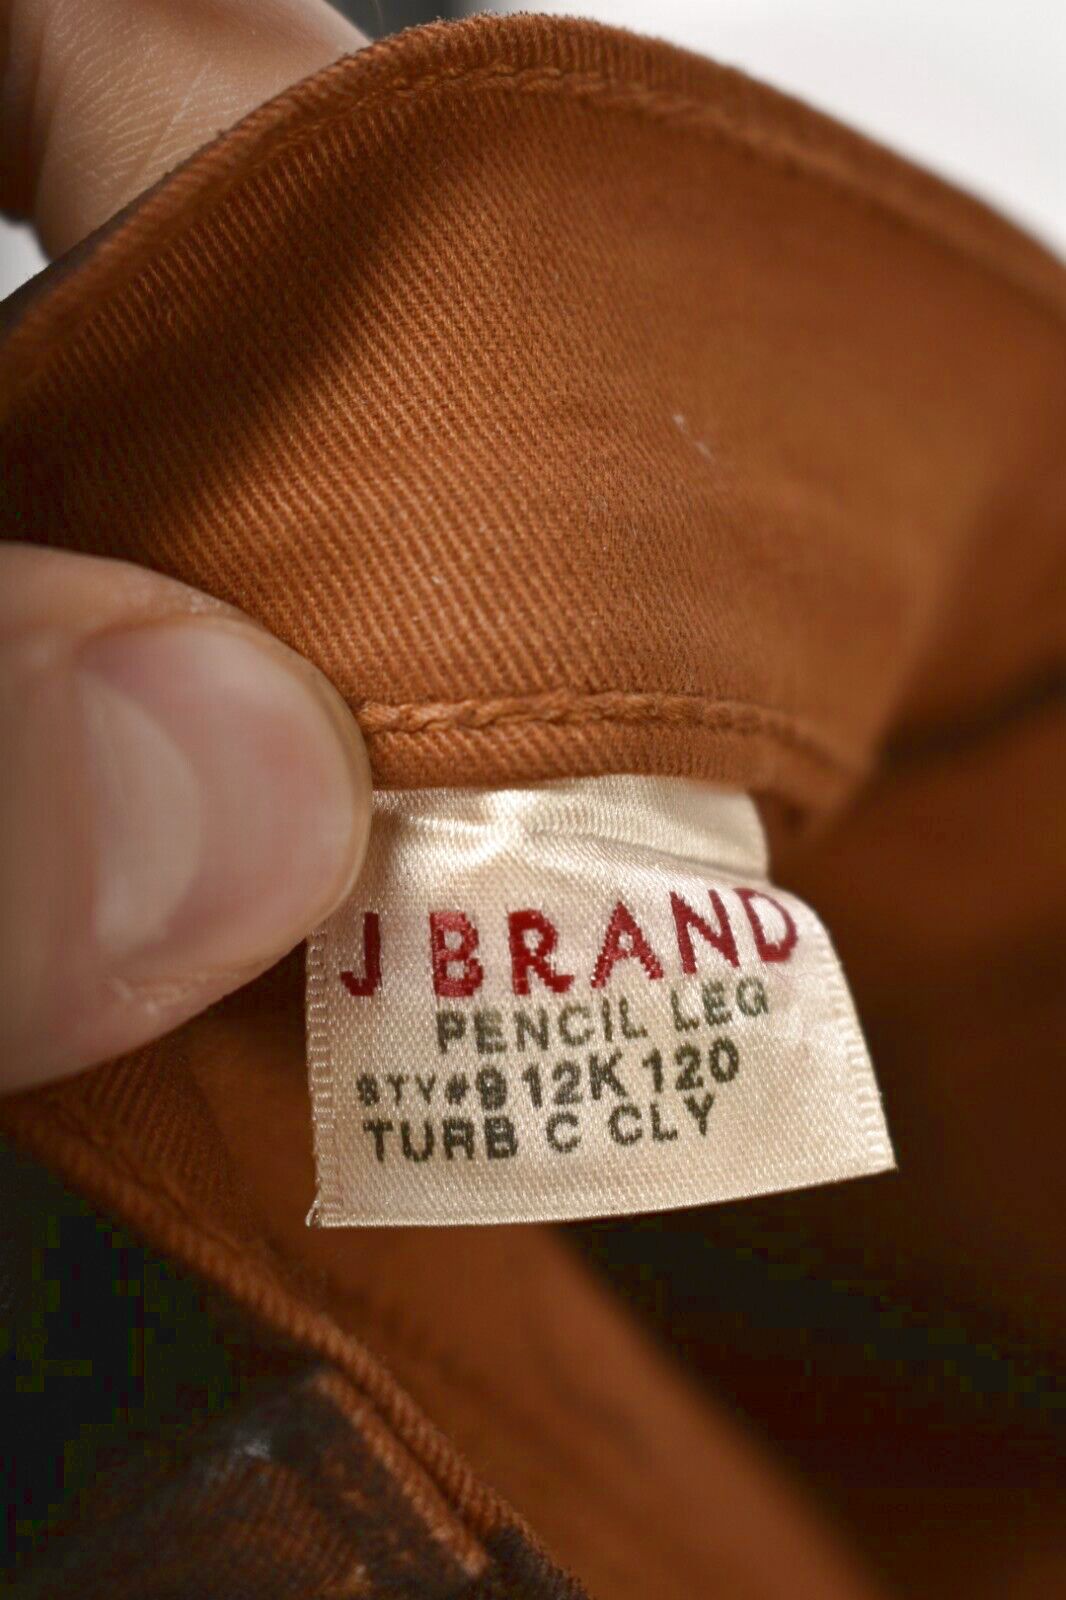 J BRAND
PENCIL LEG
STY#912K120
TURB C CLY